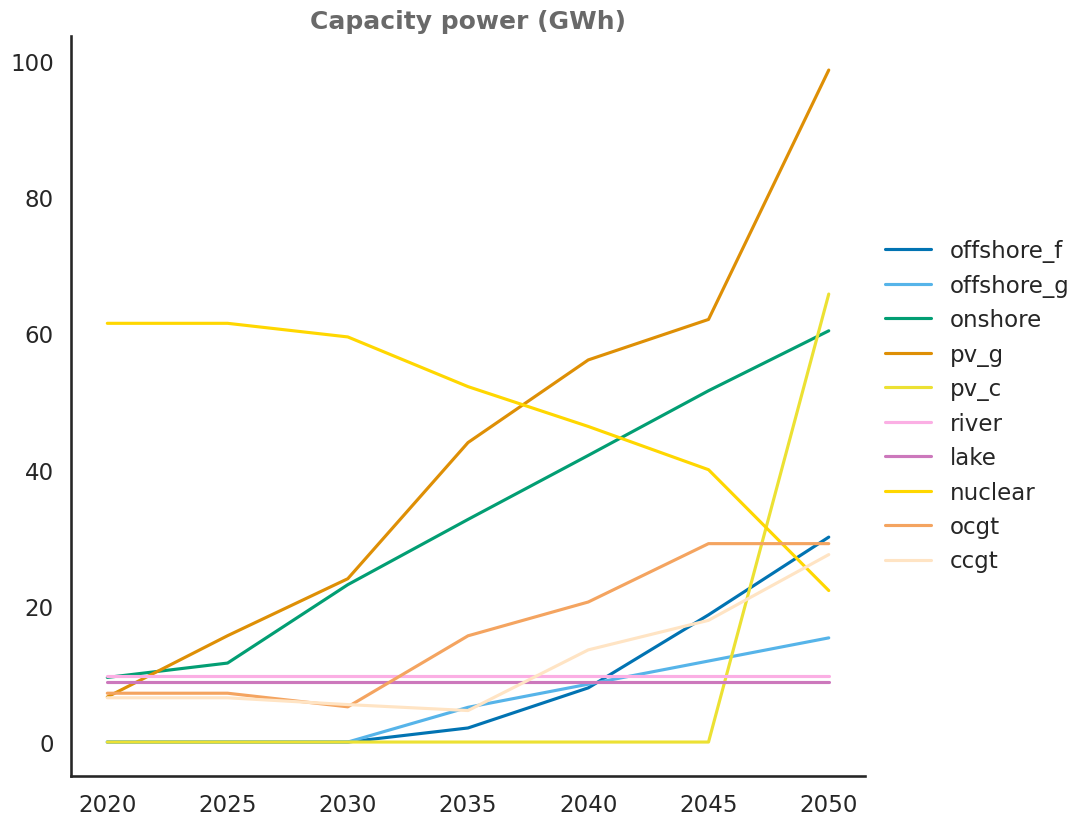 Capacity power (GWh)
100
80
60
40
20
0
2020 2025 2030 2035 2040 2045 2050
offshore_f
offshore_g
onshore
pv_g
pv_c
river
lake
nuclear
ocgt
ccgt